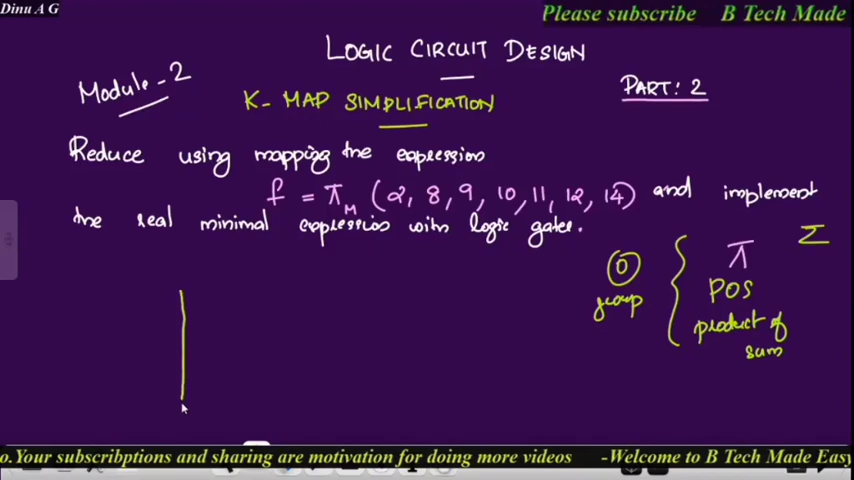 Dinu A G
Please subscribe B Tech Made
LOGIC CIRCUIT DESIGN
Module-2
PART: 2
K-MAP SIMPLIFICATION
Reduce using mapping the expression
f = πM (2, 8, 9, 10, 11, 12, 14) and implement
the real minimal expression with logic gates.
Σ
0 { π
group POS
product of
sum
o.Your subscribptions and sharing are motivation for doing more videos -Welcome to B Tech Made Easy